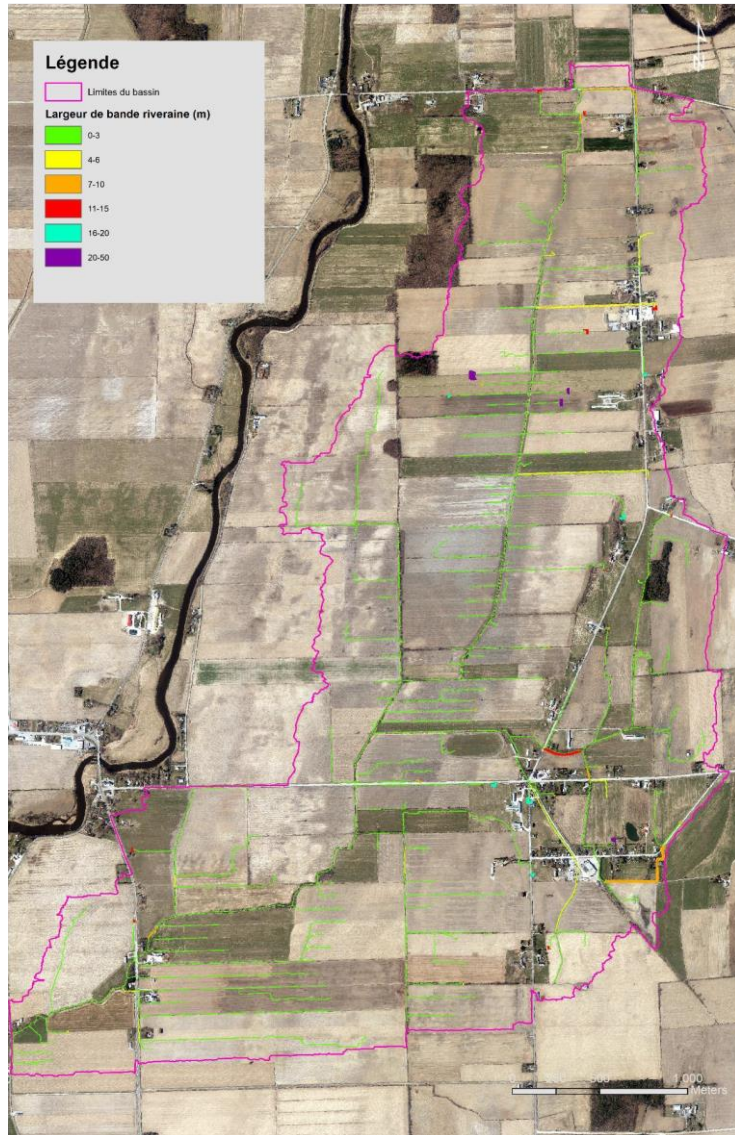 Légende
Limites du bassin
Largeur de bande riveraine (m)
0-3
4-6
7-10
11-15
16-20
20-50
N
1 000
Meters